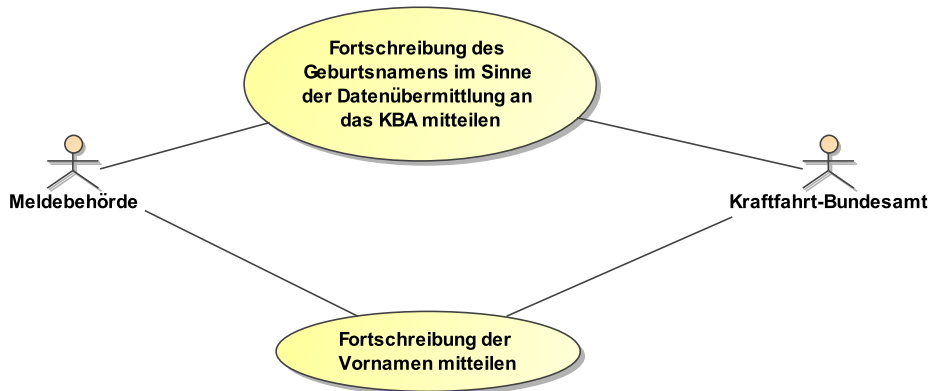 Fortschreibung des
Geburtsnamens im Sinne
der Datenübermittlung an
das KBA mitteilen
Meldebehörde
Kraftfahrt-Bundesamt
Fortschreibung der
Vornamen mitteilen